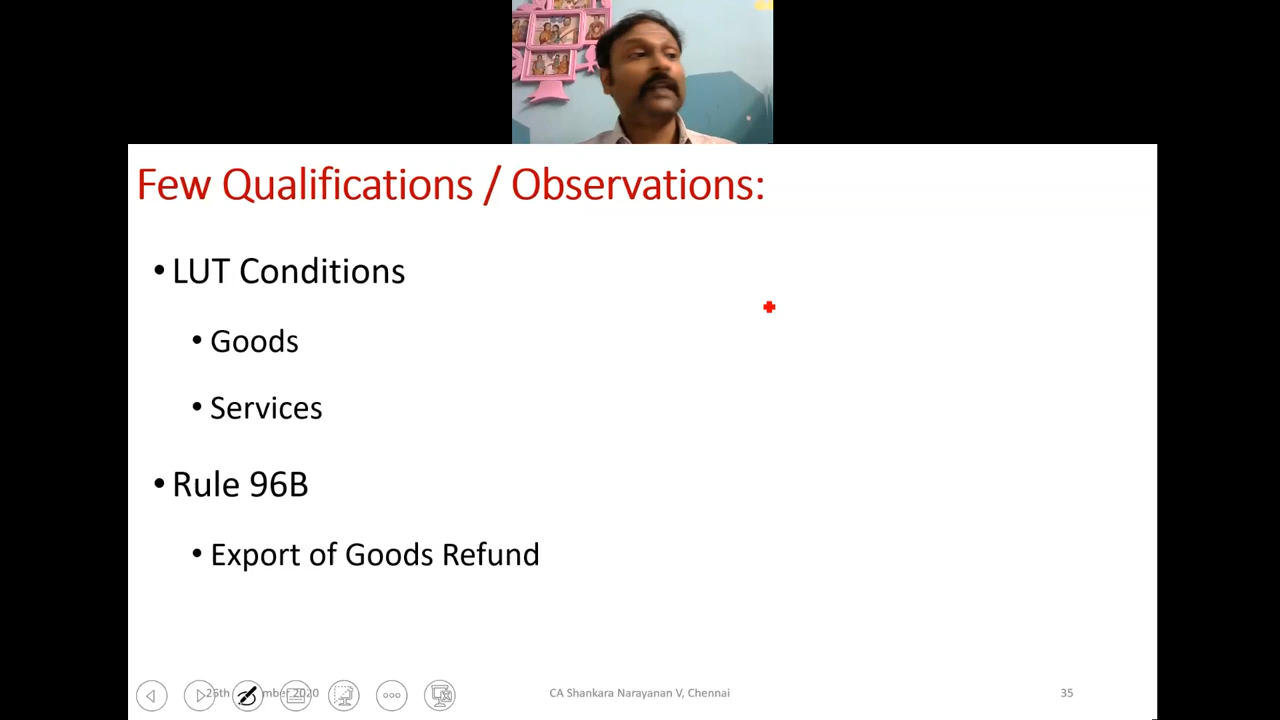 Few Qualifications / Observations:
• LUT Conditions
• Goods
• Services
• Rule 96B
• Export of Goods Refund
CA Shankara Narayanan V, Chennai
35